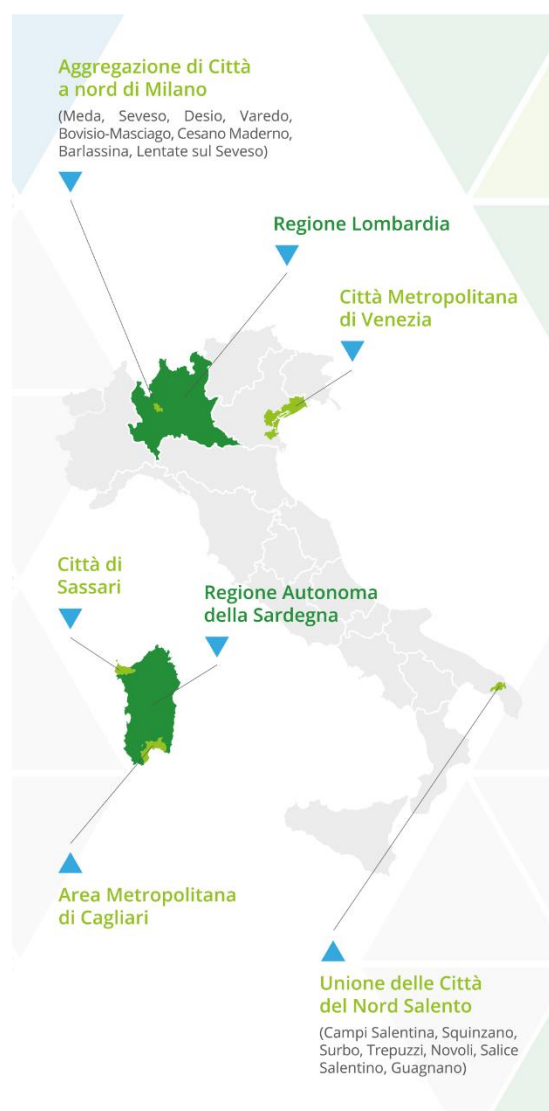 Aggregazione di Città
a nord di Milano
(Meda, Seveso, Desio, Varedo,
Bovisio-Masciago, Cesano Maderno,
Barlassina, Lentate sul Seveso)
Regione Lombardia
Città Metropolitana
di Venezia
Città di
Sassari
Regione Autonoma
della Sardegna
Area Metropolitana
di Cagliari
Unione delle Città
del Nord Salento
(Campi Salentina, Squinzano,
Surbo, Trepuzzi, Novoli, Salice
Salentino, Guagnano)